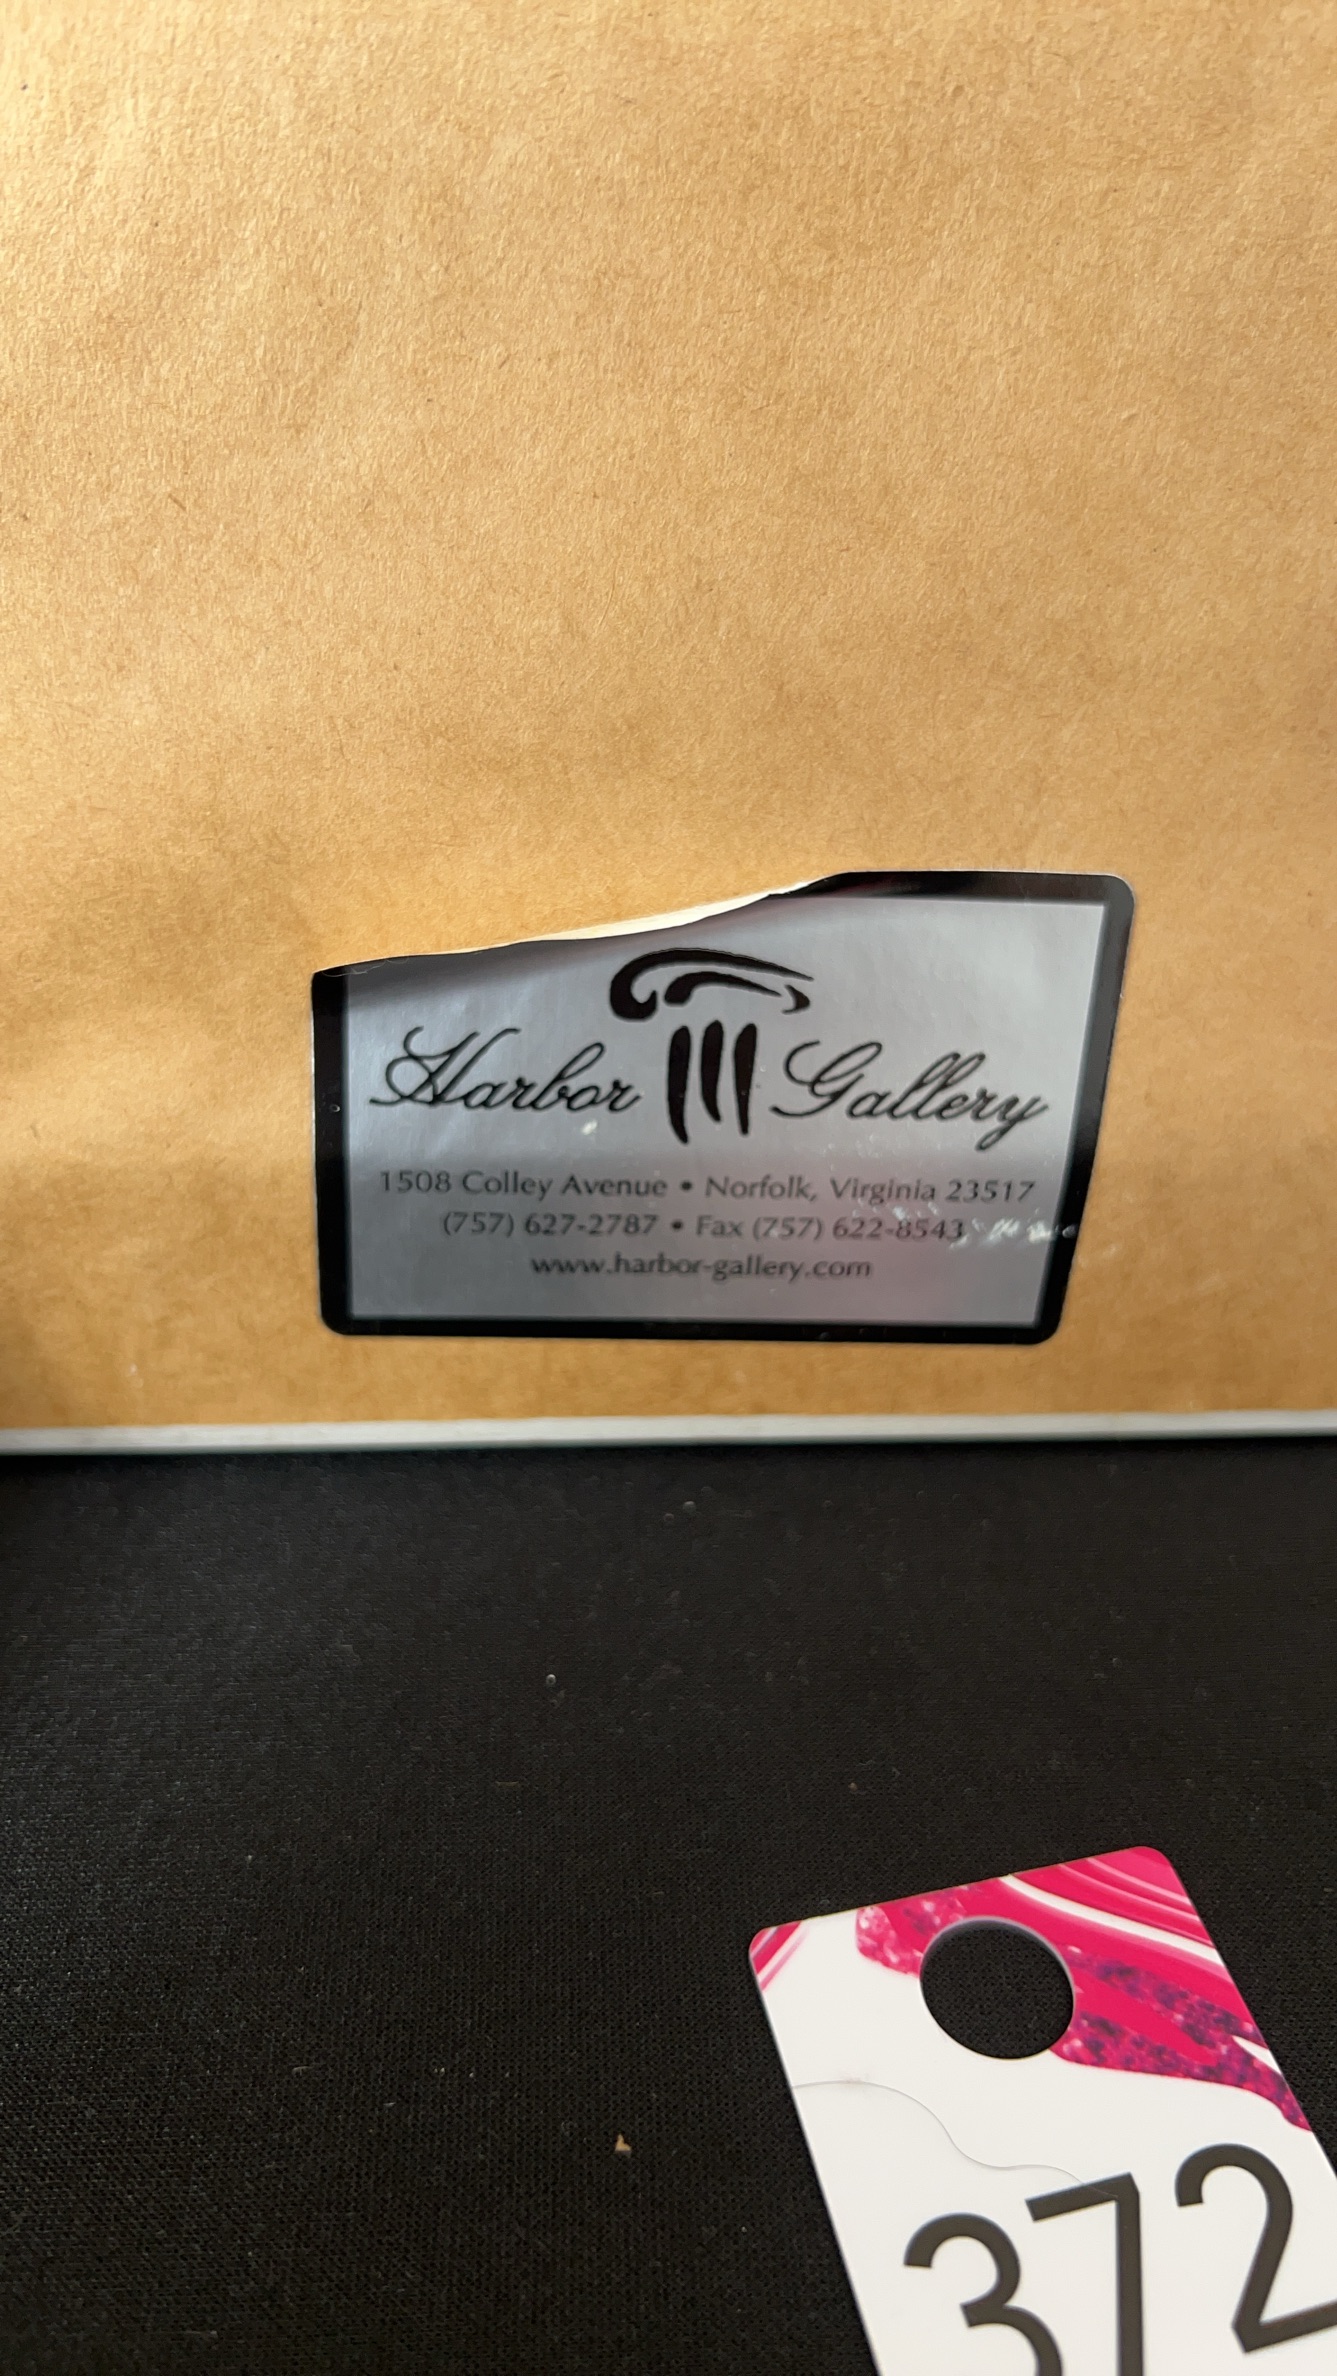 Harbor Gallery
1508 Colley Avenue • Norfolk, Virginia 23517
(757) 627-2787 • Fax (757) 622-8543
www.harbor-gallery.com
372